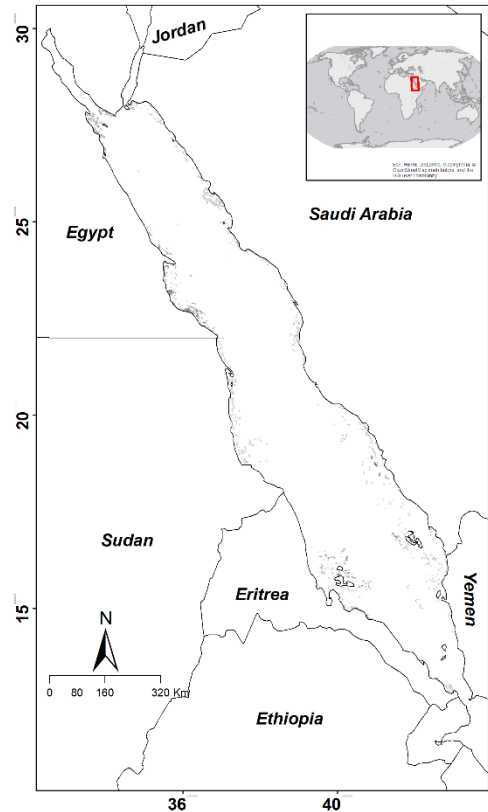 30
Jordan
Saudi Arabia
25
Egypt
20
Sudan
Eritrea
Yemen
15
N
0 80 160 320 Km
Ethiopia
36 40